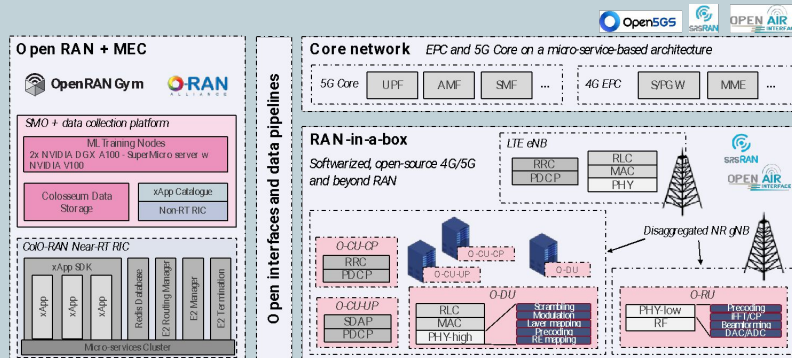 Open5GS
srsRAN
OPEN AIR
INTERFACE
Open RAN + MEC
OpenRAN Gym
O-RAN
ALLIANCE
SMO + data collection platform
ML Training Nodes
2x NVIDIA DGX A100 - SuperMicro server w
NVIDIA V100
Colosseum Data
Storage
xApp Catalogue
Non-RT RIC
ColO-RAN Near-RT RIC
xApp SDK
xApp
xApp
xApp
Redis Database
E2 Routing Manager
E2 Manager
E2 Termination
Micro-services Cluster
Open interfaces and data pipelines
Core network
EPC and 5G Core on a micro-service-based architecture
5G Core
UPF
AMF
SMF
...
4G EPC
S/PGW
MME
...
RAN-in-a-box
Softwarized, open-source 4G/5G
and beyond RAN
LTE eNB
RRC
PDCP
RLC
MAC
PHY
srsRAN
OPEN AIR
INTERFACE
Disaggregated NR gNB
O-CU-CP
RRC
PDCP
O-CU-UP
SDAP
PDCP
O-CU-CP
O-CU-UP
O-DU
O-DU
RLC
MAC
PHY-high
Scrambling
Modulation
Layer mapping
Precoding
RE mapping
O-RU
PHY-low
RF
Precoding
iFFT/CP
Beamforming
DAC/ADC